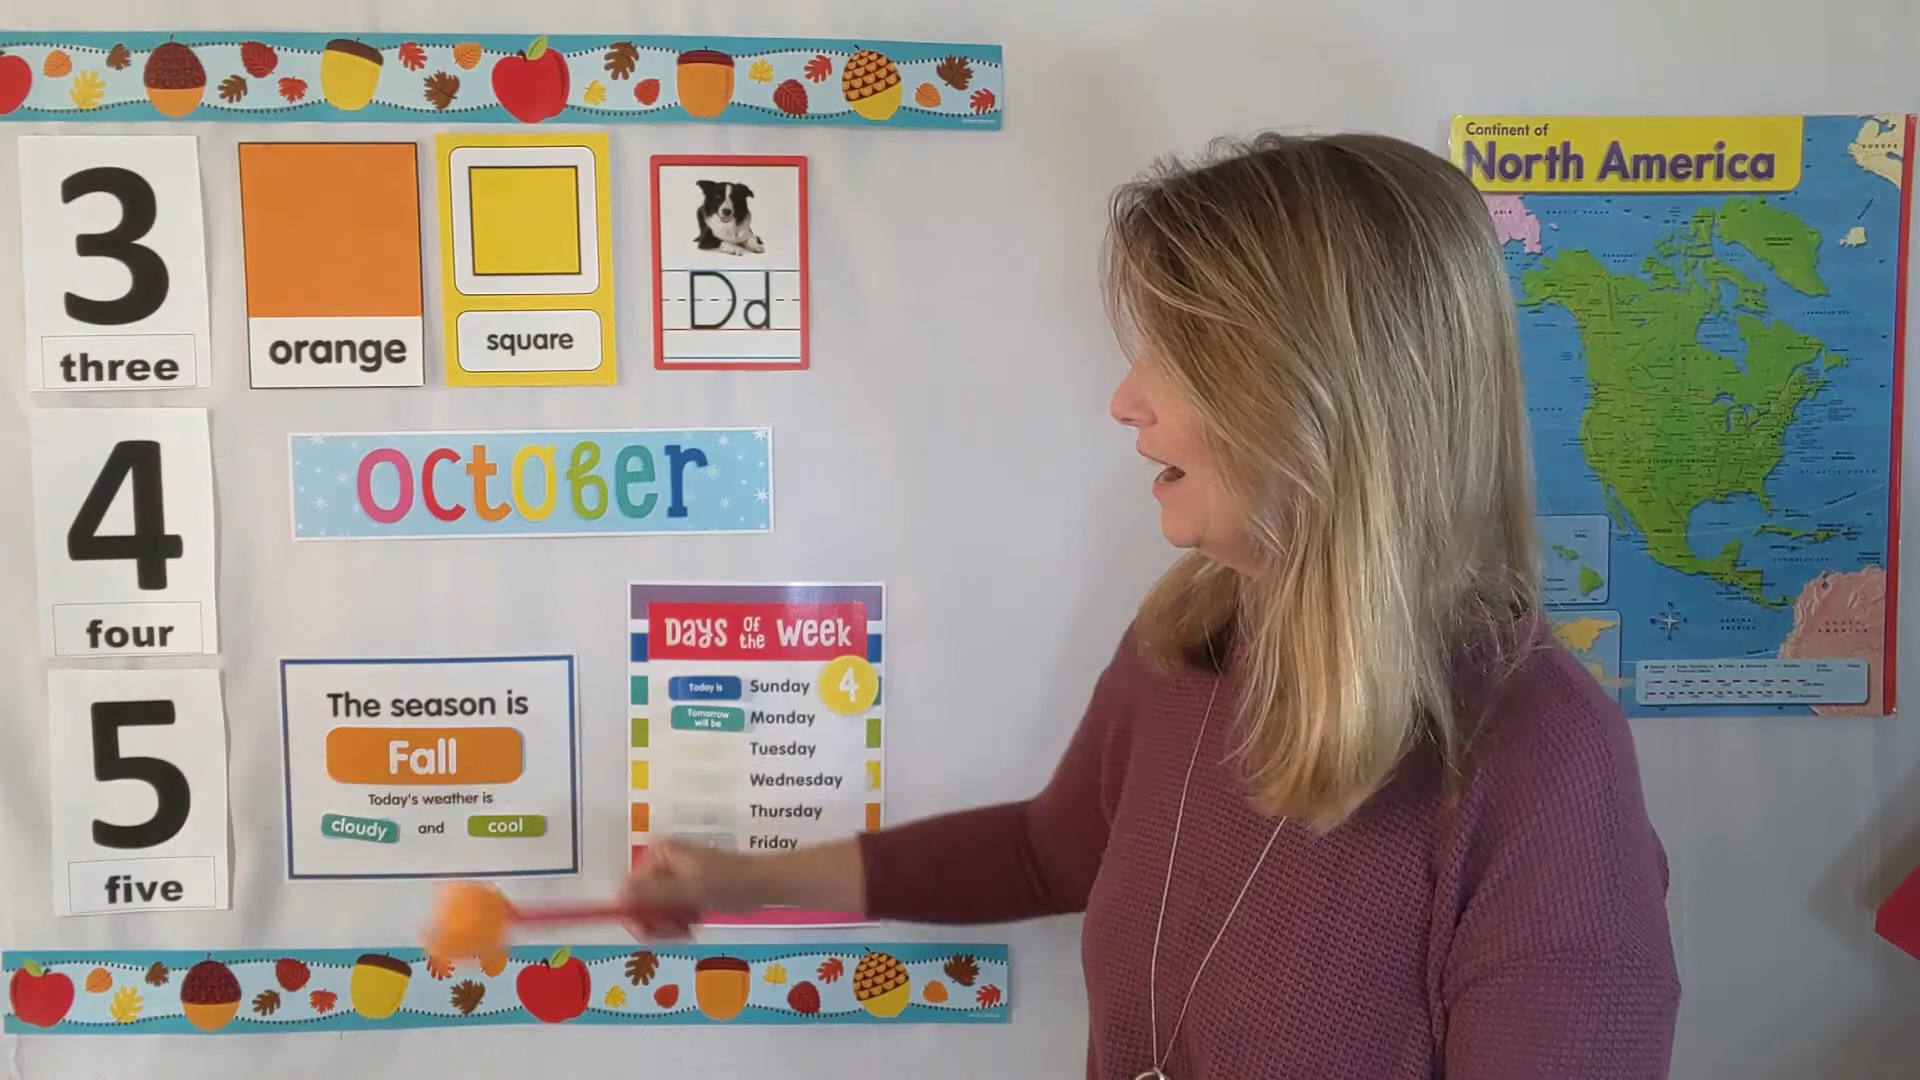 3
three
orange
square
Dd
4
four
October
5
five
The season is
Fall
Today's weather is
cloudy and cool
Days of the Week
Today is Sunday 4
Tomorrow will be Monday
Tuesday
Wednesday
Thursday
Friday
Continent of
North America